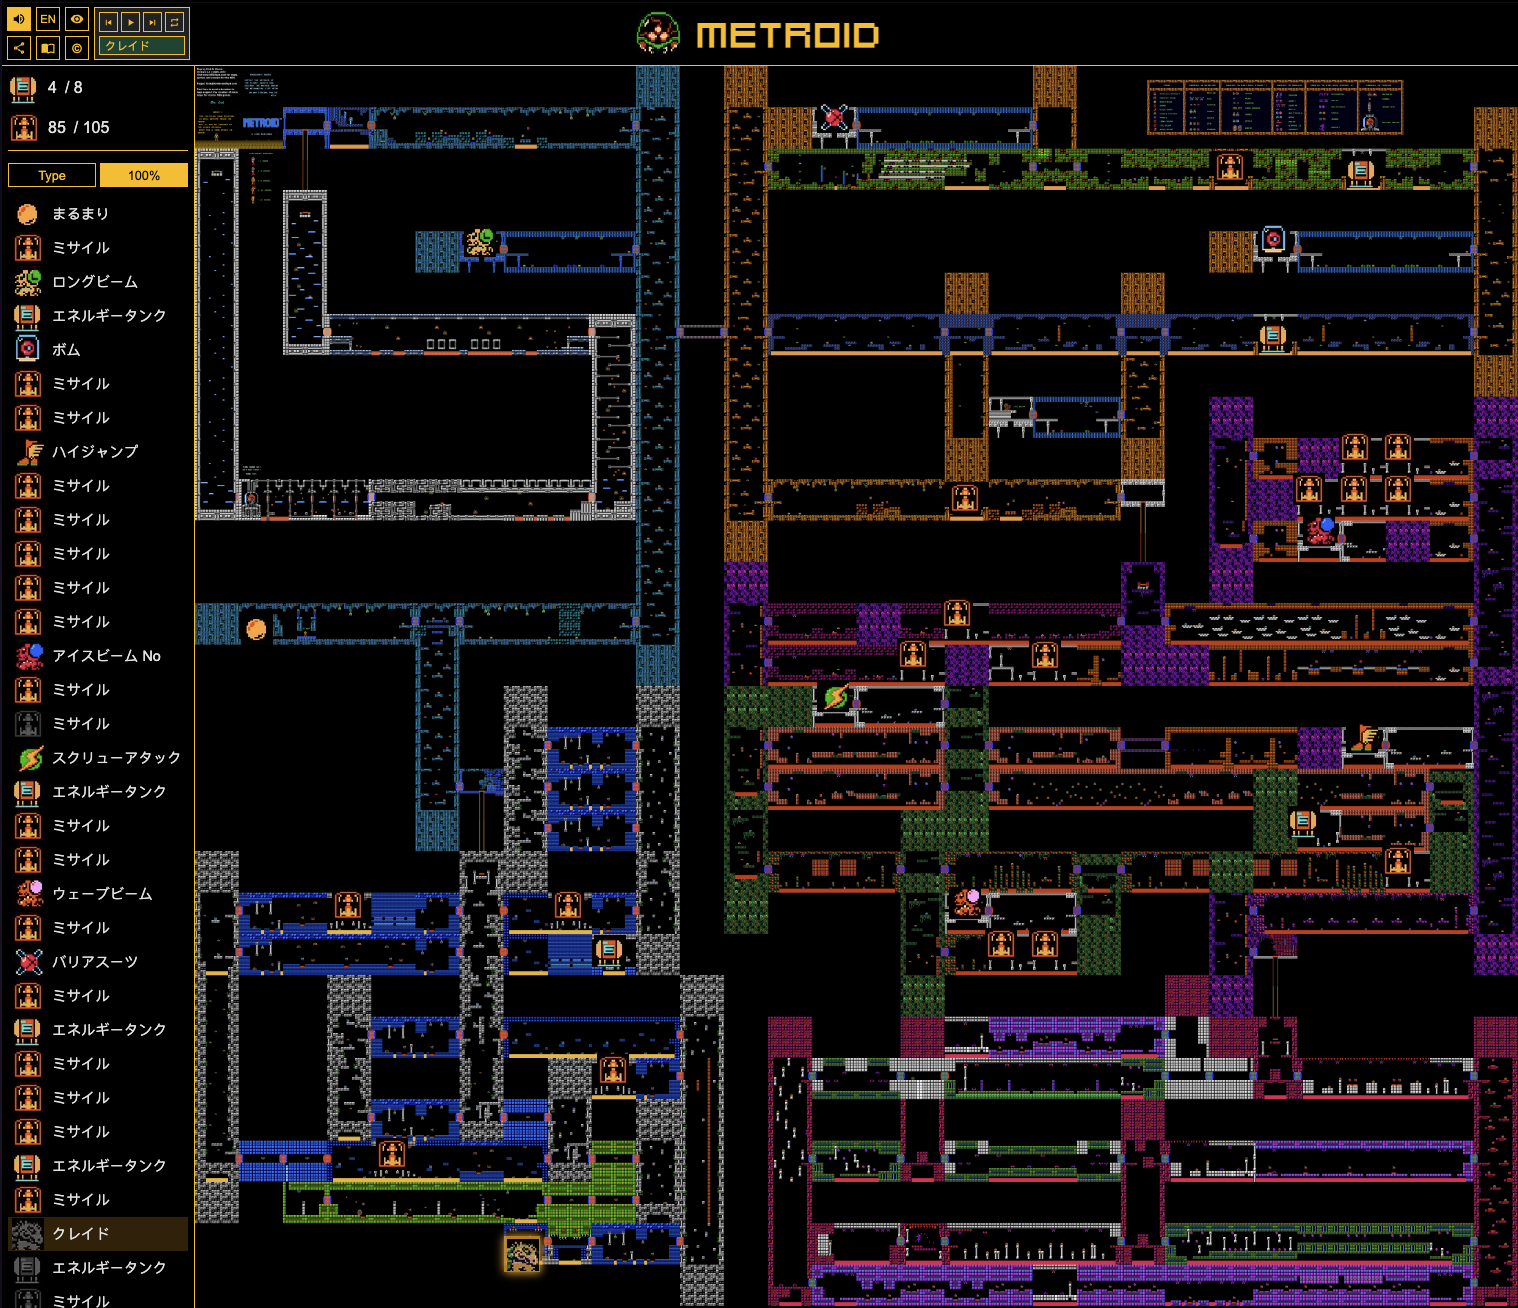 EN
クレイド
METROID
4 / 8
85 / 105
Type
100%
まるまり
ミサイル
ロングビーム
エネルギータンク
ボム
ミサイル
ミサイル
ハイジャンプ
ミサイル
ミサイル
ミサイル
ミサイル
ミサイル
アイスビーム No
ミサイル
ミサイル
スクリューアタック
エネルギータンク
ミサイル
ミサイル
ウェーブビーム
ミサイル
バリアスーツ
ミサイル
エネルギータンク
ミサイル
ミサイル
ミサイル
エネルギータンク
ミサイル
クレイド
エネルギータンク
ミサイル
METROID